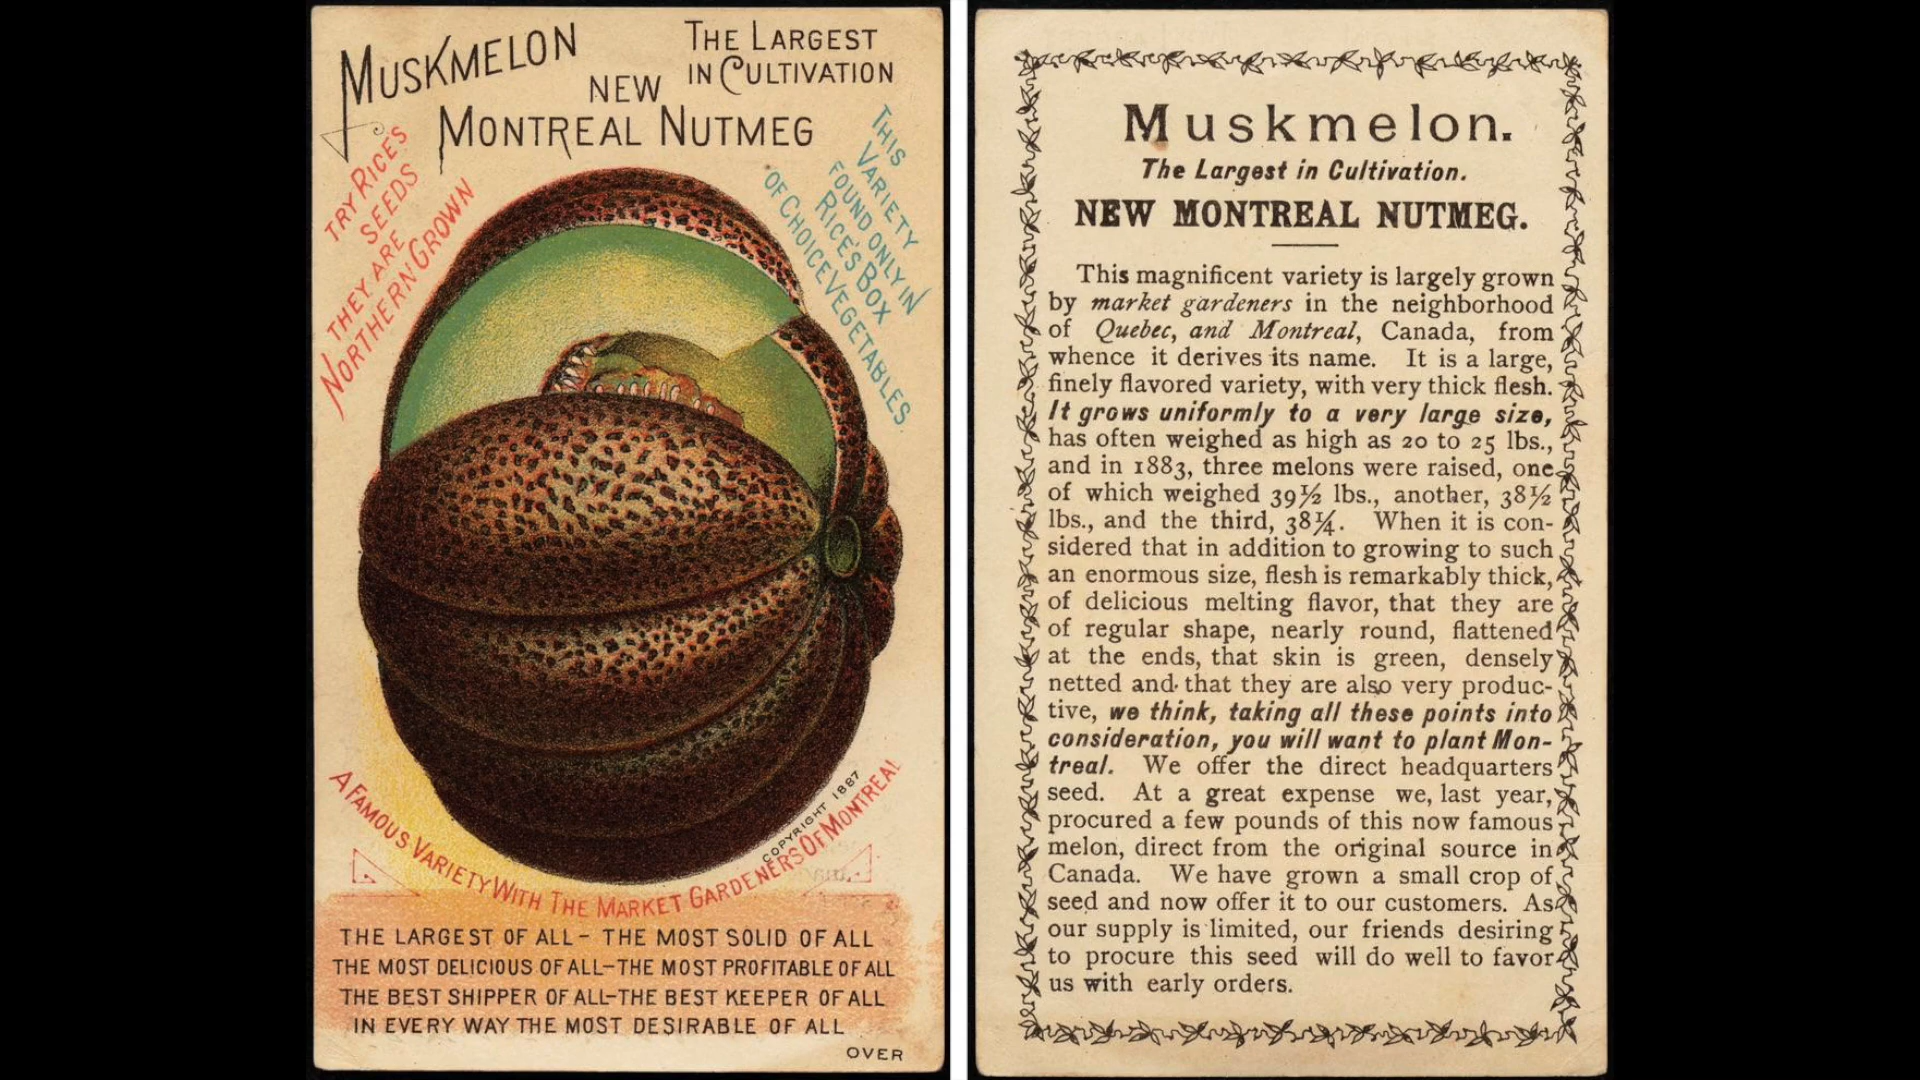 MUSKMELON
THE LARGEST
IN CULTIVATION
NEW
MONTREAL NUTMEG
TRY RICE'S
SEEDS
THEY ARE
NORTHERN GROWN
THIS
VARIETY
FOUND ONLY IN
RICE'S BOX
OF CHOICE VEGETABLES
COPYRIGHT 1887
A FAMOUS VARIETY WITH THE MARKET GARDENERS OF MONTREAL
THE LARGEST OF ALL - THE MOST SOLID OF ALL
THE MOST DELICIOUS OF ALL-THE MOST PROFITABLE OF ALL
THE BEST SHIPPER OF ALL-THE BEST KEEPER OF ALL
IN EVERY WAY THE MOST DESIRABLE OF ALL
OVER
Muskmelon.
The Largest in Cultivation.
NEW MONTREAL NUTMEG.
This magnificent variety is largely grown
by market gardeners in the neighborhood
of Quebec, and Montreal, Canada, from
whence it derives its name. It is a large,
finely flavored variety, with very thick flesh.
It grows uniformly to a very large size,
has often weighed as high as 20 to 25 lbs.,
and in 1883, three melons were raised, one
of which weighed 39½ lbs., another, 38½
lbs., and the third, 38¼. When it is con-
sidered that in addition to growing to such
an enormous size, flesh is remarkably thick,
of delicious melting flavor, that they are
of regular shape, nearly round, flattened
at the ends, that skin is green, densely
netted and that they are also very produc-
tive, we think, taking all these points into
consideration, you will want to plant Mon-
treal. We offer the direct headquarters
seed. At a great expense we, last year,
procured a few pounds of this now famous
melon, direct from the original source in
Canada. We have grown a small crop of
seed and now offer it to our customers. As
our supply is limited, our friends desiring
to procure this seed will do well to favor
us with early orders.